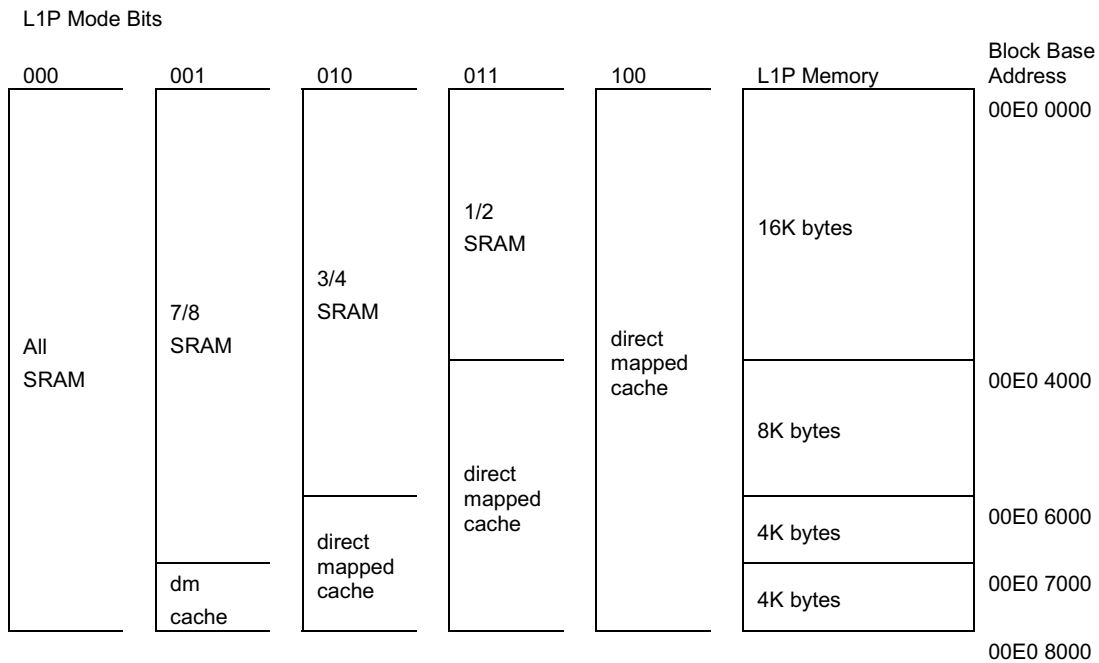 L1P Mode Bits
Block Base
000 001 010 011 100 L1P Memory Address
00E0 0000
1/2
16K bytes
SRAM
3/4
7/8 SRAM
direct
All SRAM mapped
SRAM cache 00E0 4000
8K bytes
direct
mapped
cache 00E0 6000
direct 4K bytes
mapped
dm cache 00E0 7000
4K bytes
cache
00E0 8000